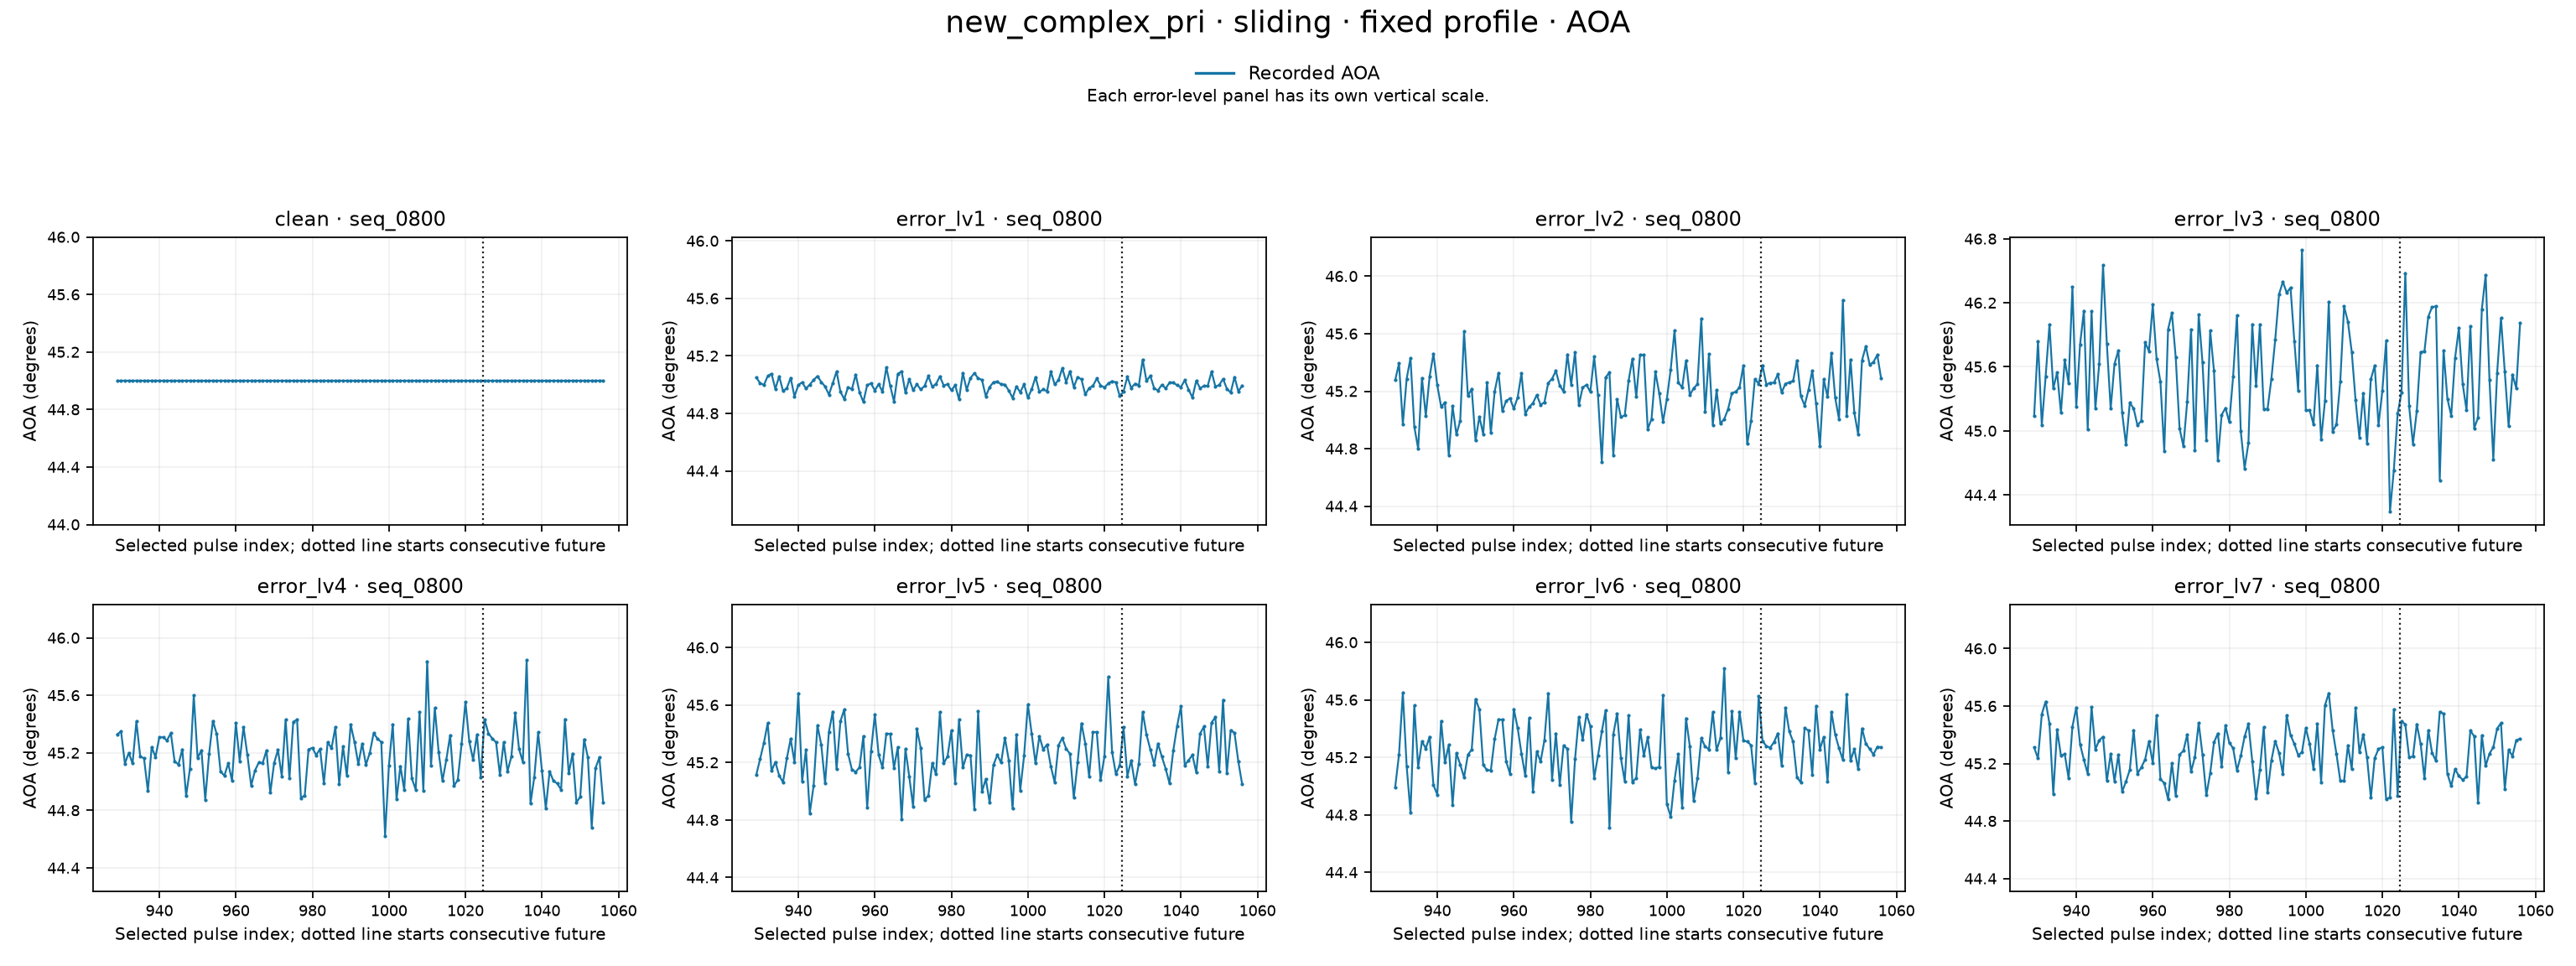 new_complex_pri · sliding · fixed profile · AOA
Recorded AOA
Each error-level panel has its own vertical scale.
clean · seq_0800
46.0
45.6
45.2
44.8
44.4
44.0
AOA (degrees)
Selected pulse index; dotted line starts consecutive future
error_lv1 · seq_0800
46.0
45.6
45.2
44.8
44.4
AOA (degrees)
Selected pulse index; dotted line starts consecutive future
error_lv2 · seq_0800
46.0
45.6
45.2
44.8
44.4
AOA (degrees)
Selected pulse index; dotted line starts consecutive future
error_lv3 · seq_0800
46.8
46.2
45.6
45.0
44.4
AOA (degrees)
Selected pulse index; dotted line starts consecutive future
error_lv4 · seq_0800
46.0
45.6
45.2
44.8
44.4
AOA (degrees)
940 960 980 1000 1020 1040 1060
Selected pulse index; dotted line starts consecutive future
error_lv5 · seq_0800
46.0
45.6
45.2
44.8
44.4
AOA (degrees)
940 960 980 1000 1020 1040 1060
Selected pulse index; dotted line starts consecutive future
error_lv6 · seq_0800
46.0
45.6
45.2
44.8
44.4
AOA (degrees)
940 960 980 1000 1020 1040 1060
Selected pulse index; dotted line starts consecutive future
error_lv7 · seq_0800
46.0
45.6
45.2
44.8
44.4
AOA (degrees)
940 960 980 1000 1020 1040 1060
Selected pulse index; dotted line starts consecutive future